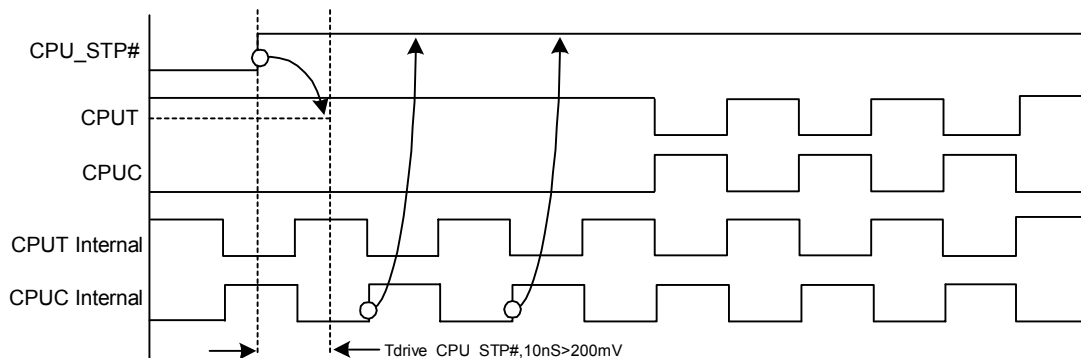 CPU_STP#
CPUT
CPUC
CPUT Internal
CPUC Internal
Tdrive_CPU_STP#,10nS>200mV